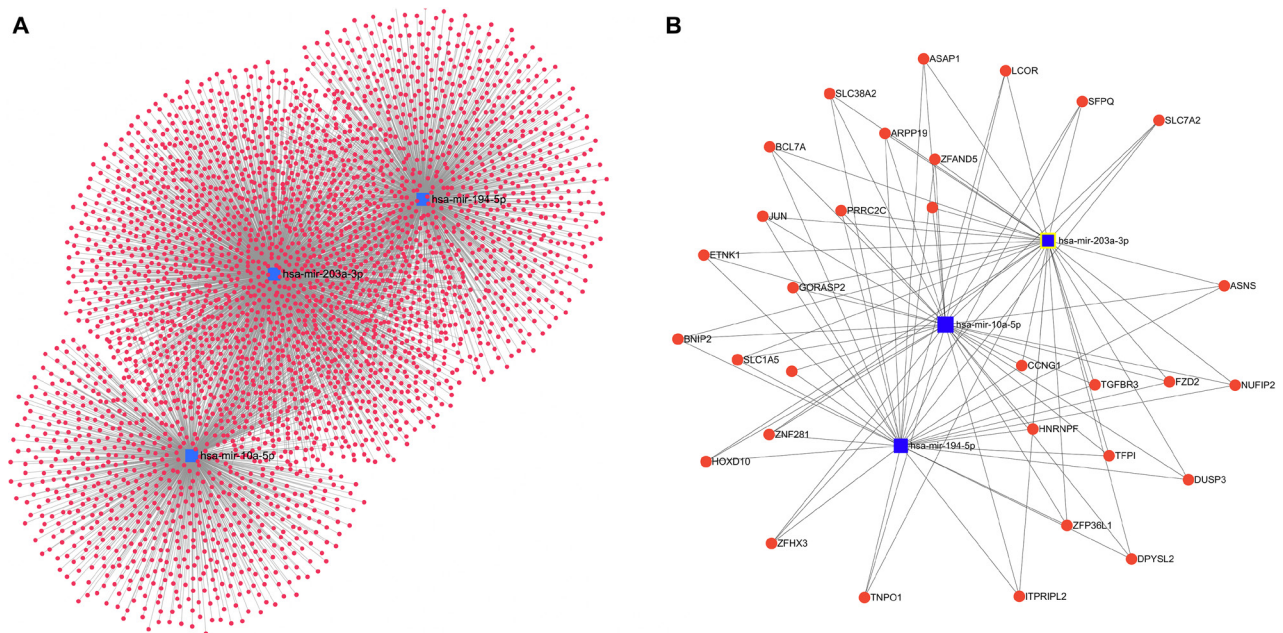 A
hsa-mir-194-5p
hsa-mir-203a-3p
hsa-mir-10a-5p
B
ASAP1
LCOR
SLC38A2
SFPQ
SLC7A2
ARPP19
BCL7A
ZFAND5
PRRC2C
JUN
hsa-mir-203a-3p
ETNK1
GORASP2
ASNS
hsa-mir-10a-5p
BNIP2
SLC1A5
CCNG1
TGFBR3
FZD2
NUFIP2
HNRNPF
ZNF281
hsa-mir-194-5p
TFPI
HOXD10
DUSP3
ZFP36L1
ZFHX3
DPYSL2
TNPO1
ITPRIPL2